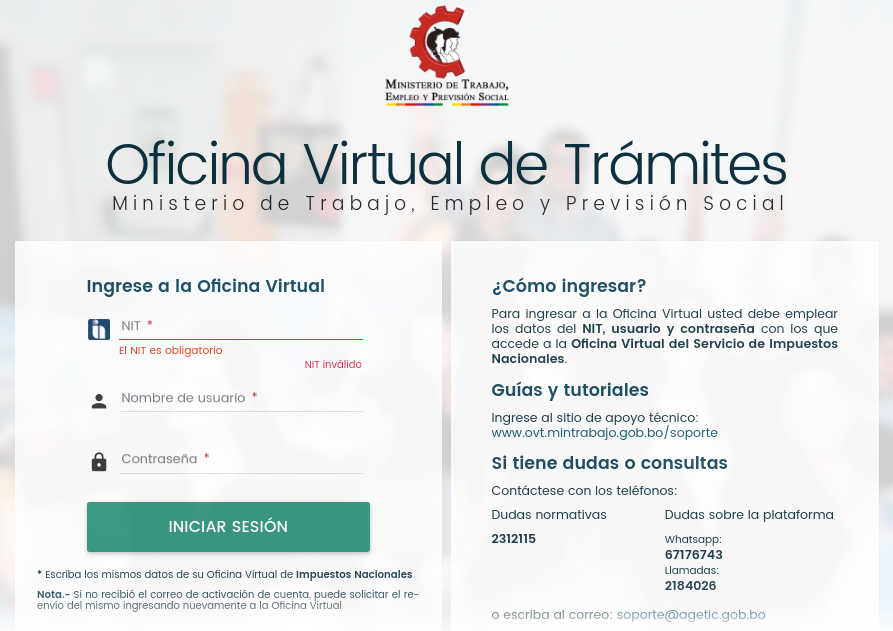 MINISTERIO DE TRABAJO,
EMPLEO Y PREVISIÓN SOCIAL
Oficina Virtual de Trámites
Ministerio de Trabajo, Empleo y Previsión Social
Ingrese a la Oficina Virtual
NIT *
El NIT es obligatorio
NIT inválido
Nombre de usuario *
Contraseña *
INICIAR SESIÓN
* Escriba los mismos datos de su Oficina Virtual de Impuestos Nacionales
Nota.- Si no recibió el correo de activación de cuenta, puede solicitar el re-
envío del mismo ingresando nuevamente a la Oficina Virtual
¿Cómo ingresar?
Para ingresar a la Oficina Virtual usted debe emplear
los datos del NIT, usuario y contraseña con los que
accede a la Oficina Virtual del Servicio de Impuestos
Nacionales.
Guías y tutoriales
Ingrese al sitio de apoyo técnico:
www.ovt.mintrabajo.gob.bo/soporte
Si tiene dudas o consultas
Contáctese con los teléfonos:
Dudas normativas
2312115
Dudas sobre la plataforma
Whatsapp:
67176743
Llamadas:
2184026
o escriba al correo: soporte@agetic.gob.bo